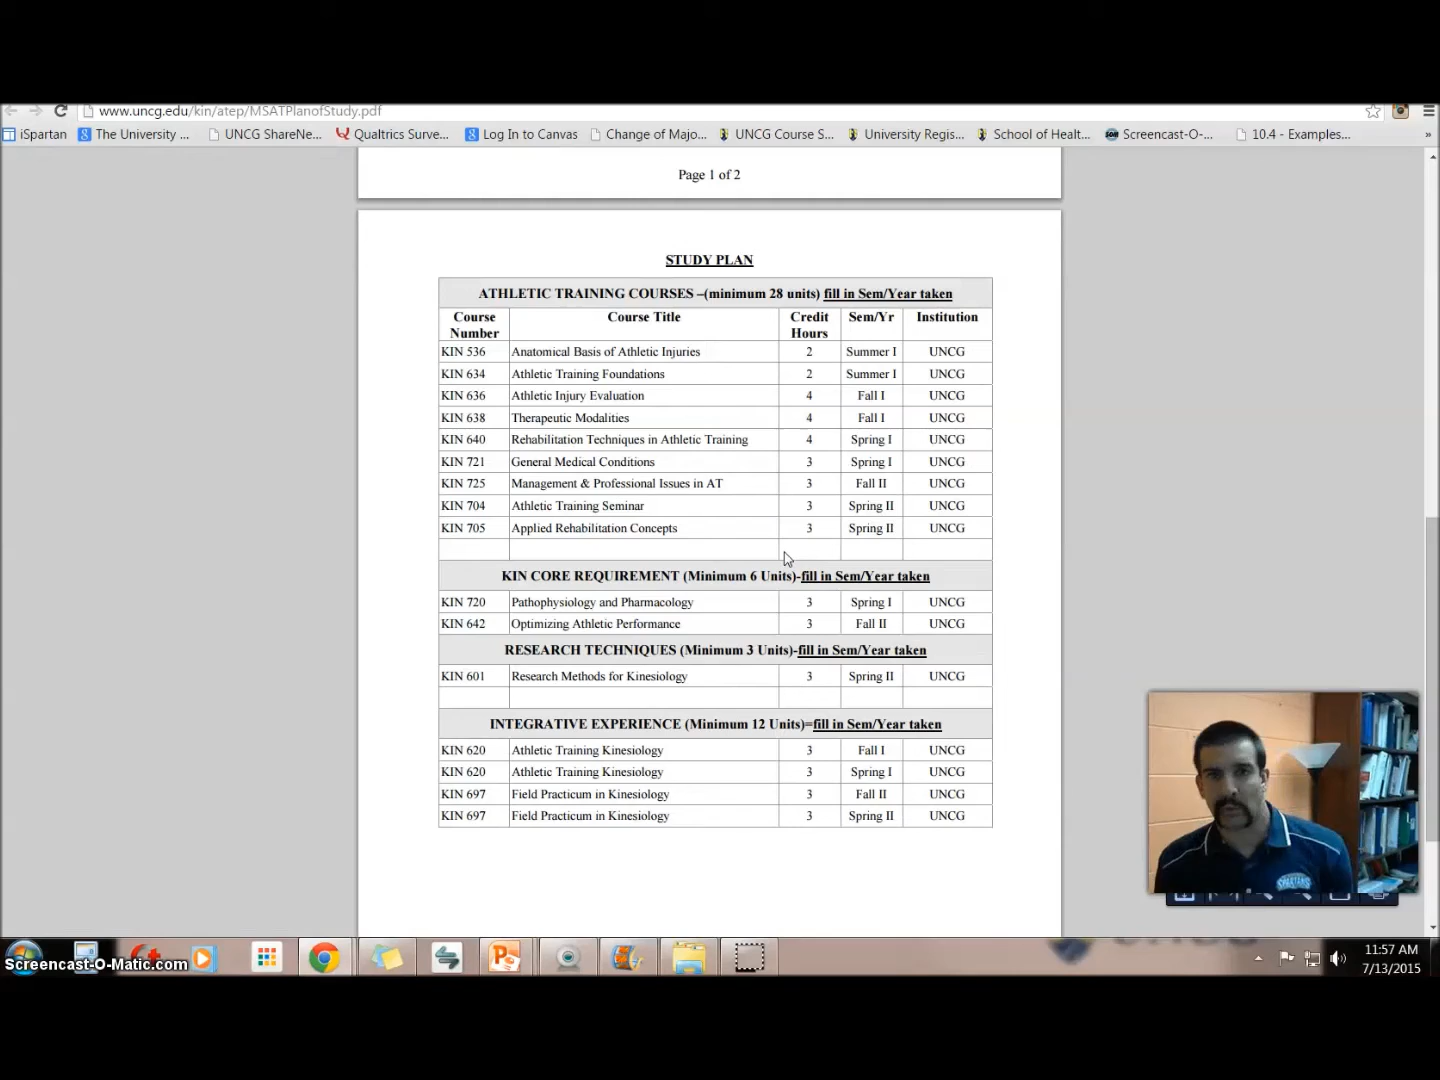 www.uncg.edu/kin/atep/MSATPlanofStudy.pdf
iSpartan The University ... UNCG ShareNe... Qualtrics Surve... Log In to Canvas Change of Majo... UNCG Course S... University Regis... School of Healt... Screencast-O-... 10.4 - Examples... »
Page 1 of 2
STUDY PLAN
ATHLETIC TRAINING COURSES –(minimum 28 units) fill in Sem/Year taken
Course Number Course Title Credit Hours Sem/Yr Institution
KIN 536 Anatomical Basis of Athletic Injuries 2 Summer I UNCG
KIN 634 Athletic Training Foundations 2 Summer I UNCG
KIN 636 Athletic Injury Evaluation 4 Fall I UNCG
KIN 638 Therapeutic Modalities 4 Fall I UNCG
KIN 640 Rehabilitation Techniques in Athletic Training 4 Spring I UNCG
KIN 721 General Medical Conditions 3 Spring I UNCG
KIN 725 Management & Professional Issues in AT 3 Fall II UNCG
KIN 704 Athletic Training Seminar 3 Spring II UNCG
KIN 705 Applied Rehabilitation Concepts 3 Spring II UNCG
KIN CORE REQUIREMENT (Minimum 6 Units)-fill in Sem/Year taken
KIN 720 Pathophysiology and Pharmacology 3 Spring I UNCG
KIN 642 Optimizing Athletic Performance 3 Fall II UNCG
RESEARCH TECHNIQUES (Minimum 3 Units)-fill in Sem/Year taken
KIN 601 Research Methods for Kinesiology 3 Spring II UNCG
INTEGRATIVE EXPERIENCE (Minimum 12 Units)=fill in Sem/Year taken
KIN 620 Athletic Training Kinesiology 3 Fall I UNCG
KIN 620 Athletic Training Kinesiology 3 Spring I UNCG
KIN 697 Field Practicum in Kinesiology 3 Fall II UNCG
KIN 697 Field Practicum in Kinesiology 3 Spring II UNCG
SPARTANS
Screencast-O-Matic.com
11:57 AM
7/13/2015